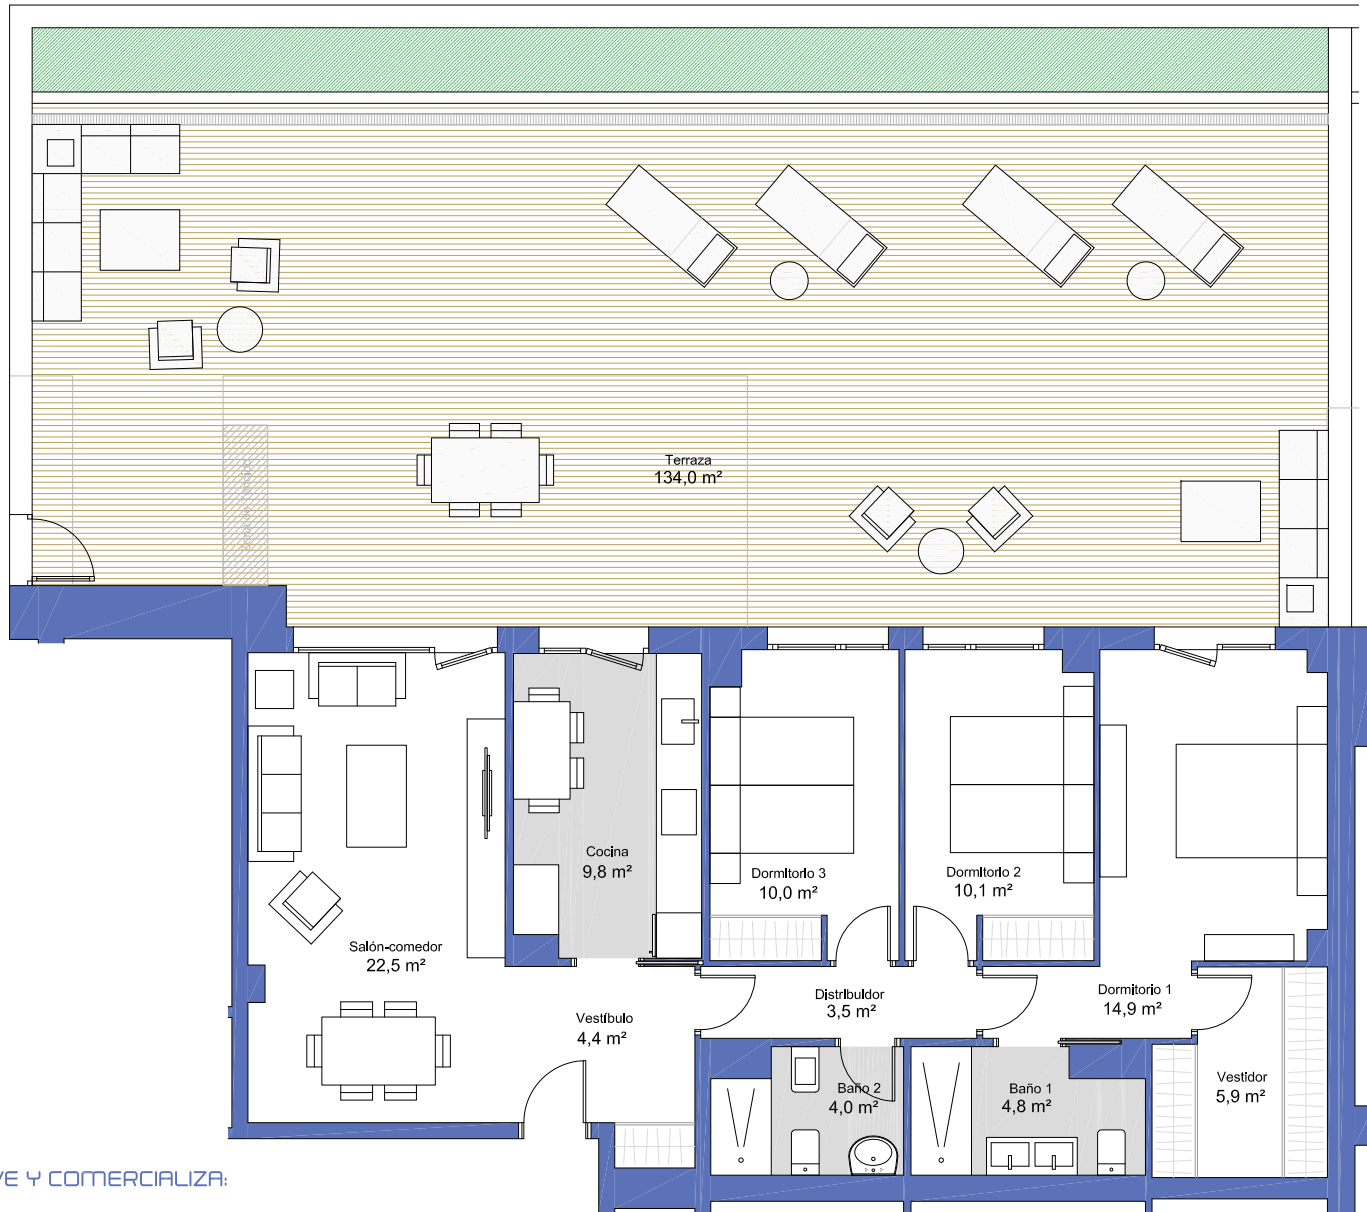 Terraza
134,0 m²
Cocina
9,8 m²
Dormitorio 3
10,0 m²
Dormitorio 2
10,1 m²
Salón-comedor
22,5 m²
Vestíbulo
4,4 m²
Distribuidor
3,5 m²
Dormitorio 1
14,9 m²
Baño 2
4,0 m²
Baño 1
4,8 m²
Vestidor
5,9 m²
VE Y COMERCIALIZA: